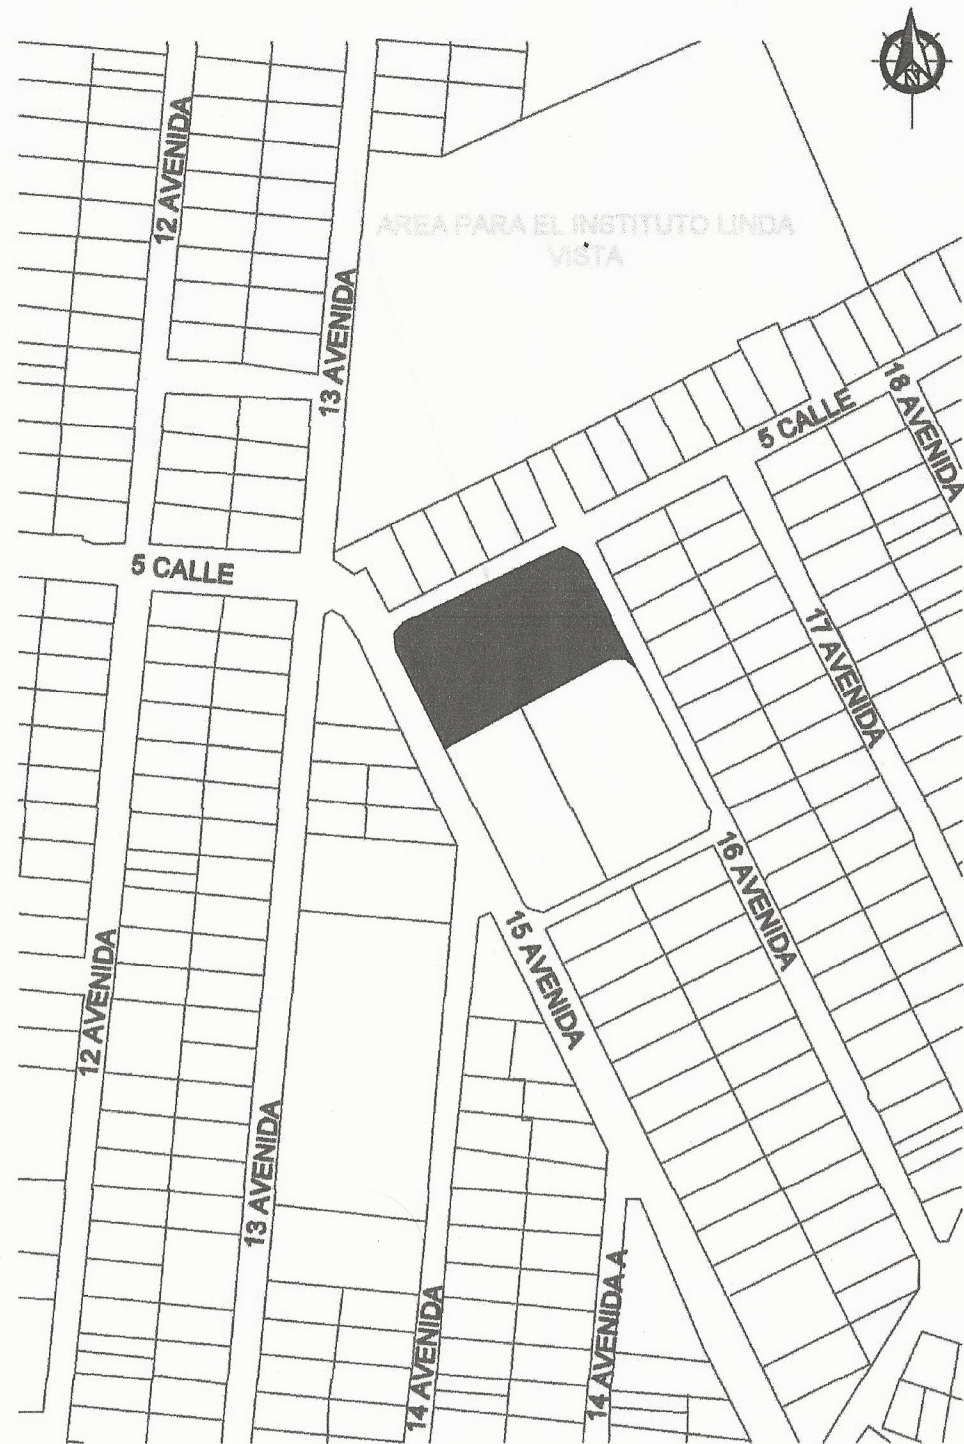 N
12 AVENIDA
AREA PARA EL INSTITUTO LINDA
VISTA
13 AVENIDA
18 AVENIDA
5 CALLE
5 CALLE
17 AVENIDA
16 AVENIDA
15 AVENIDA
12 AVENIDA
13 AVENIDA
14 AVENIDA
14 AVENIDA A